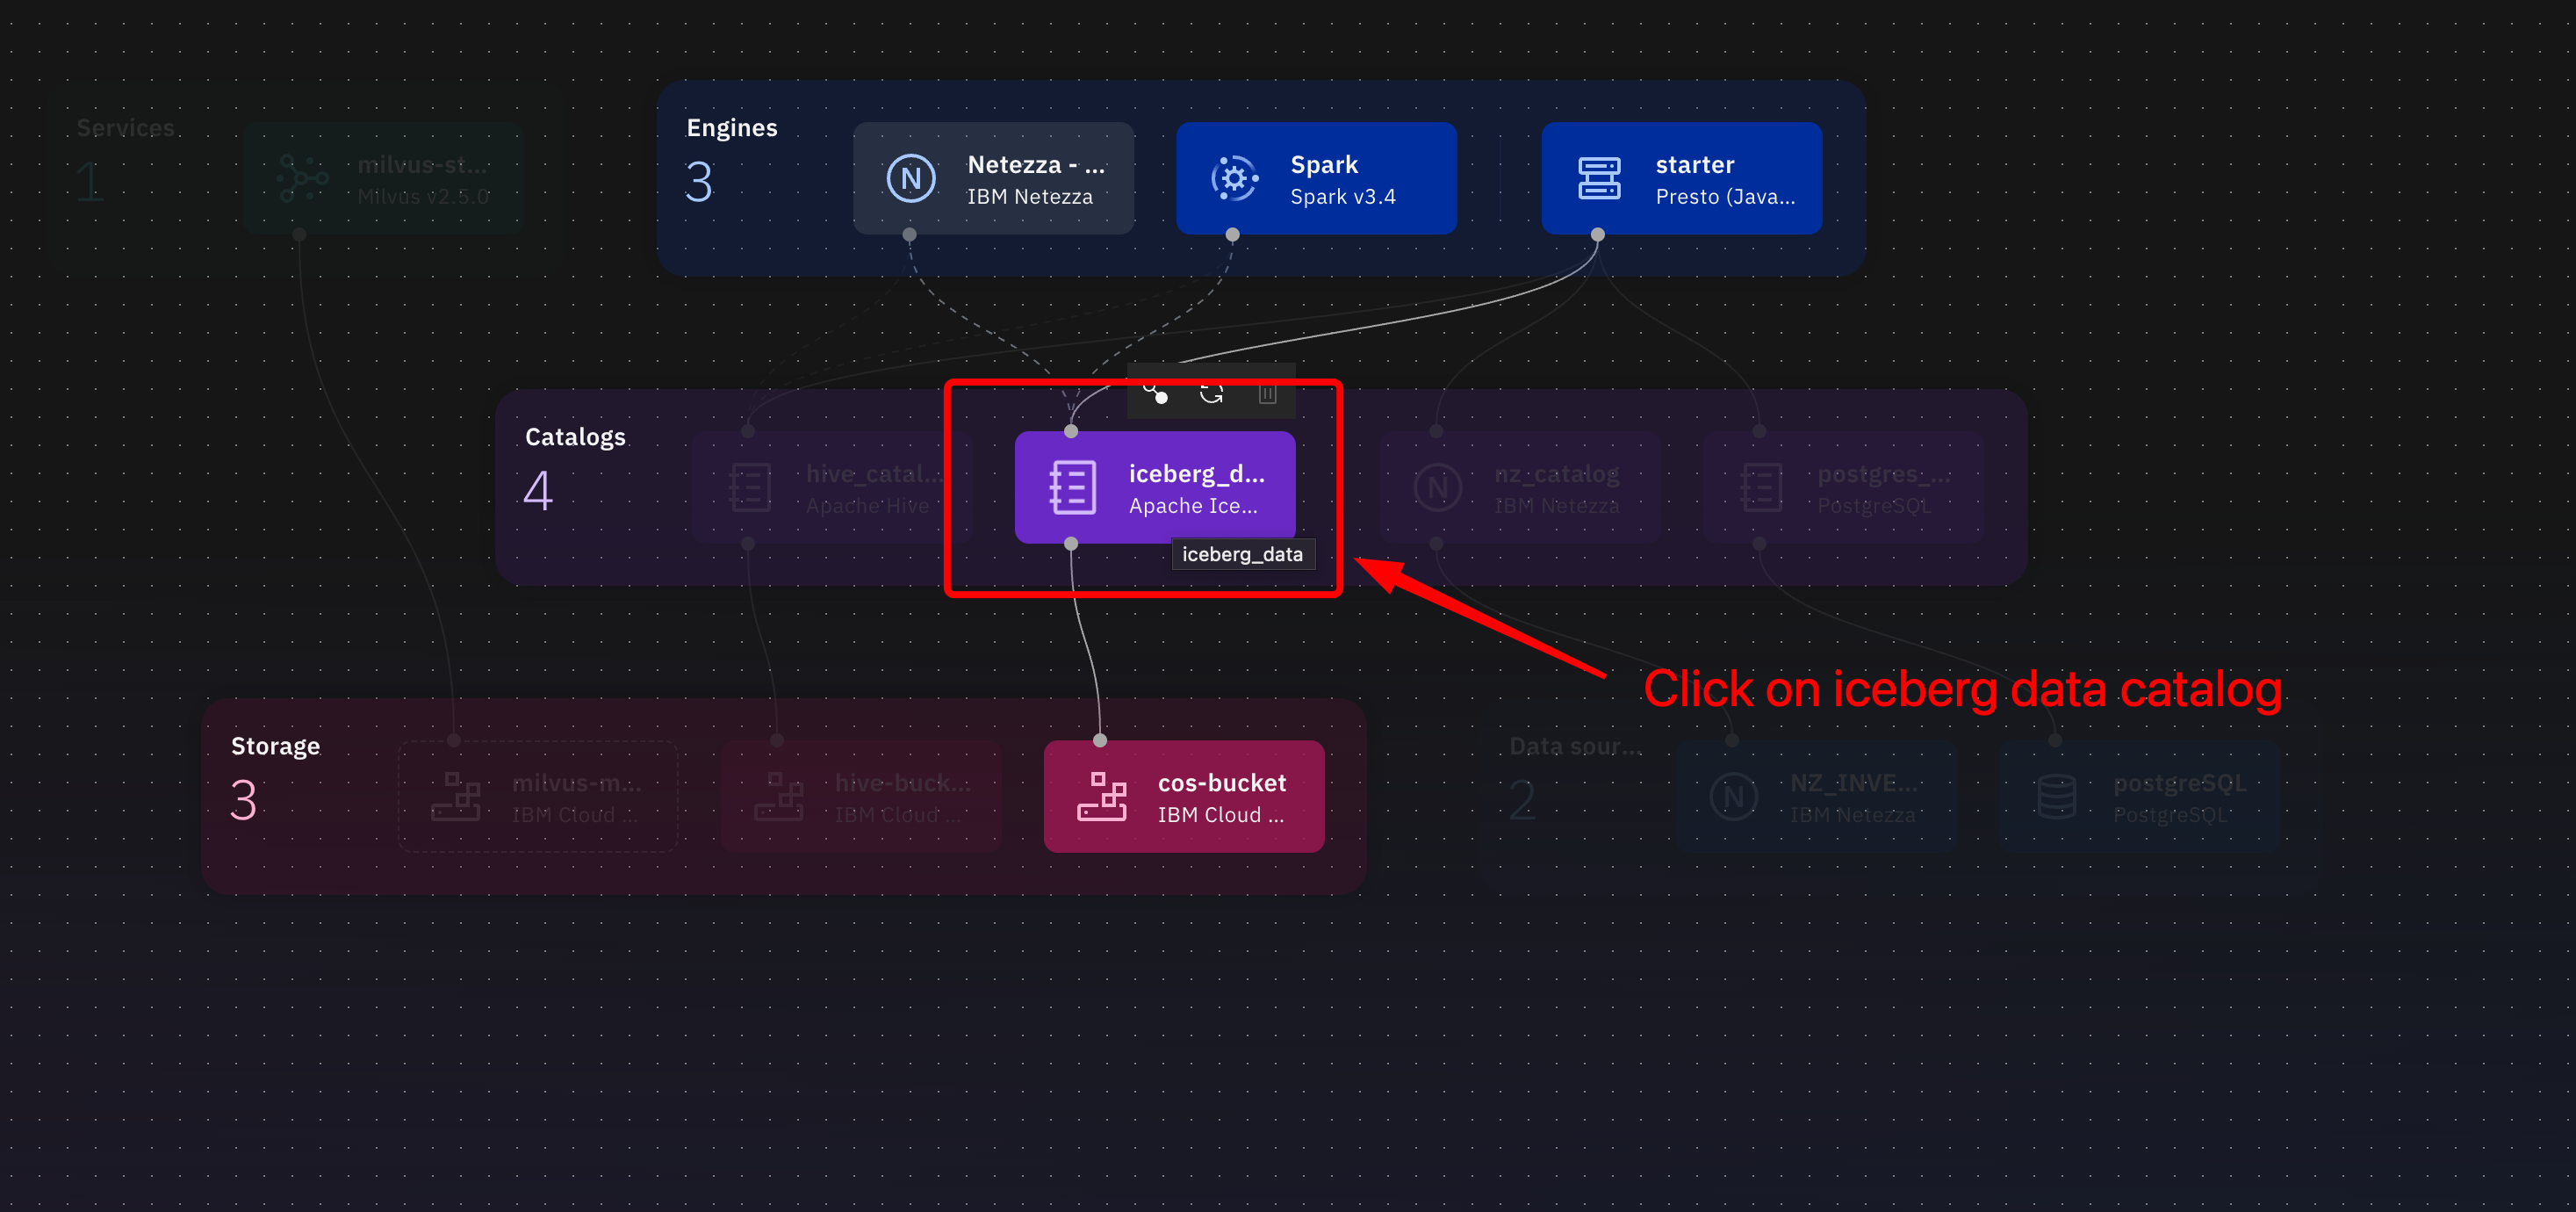 Services
1
milvus-st...
Milvus v2.5.0
Engines
3
N
Netezza - ...
IBM Netezza
Spark
Spark v3.4
starter
Presto (Java...
Catalogs
4
hive_catal...
Apache Hive
iceberg_d...
Apache Ice...
iceberg_data
N
nz_catalog
IBM Netezza
postgres_...
PostgreSQL
Click on iceberg data catalog
Storage
3
milvus-m...
IBM Cloud ...
hive-buck...
IBM Cloud ...
cos-bucket
IBM Cloud ...
Data sour...
2
N
NZ_INVE...
IBM Netezza
postgreSQL
PostgreSQL